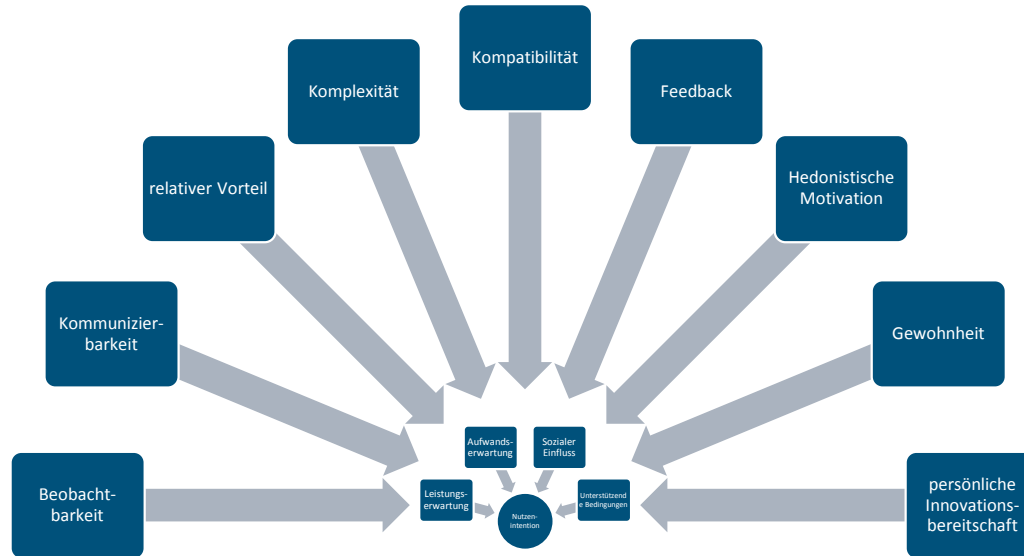 Kompatibilität
Komplexität
Feedback
relativer Vorteil
Hedonistische
Motivation
Kommunizier-
barkeit
Gewohnheit
Aufwands-
erwartung
Sozialer
Einfluss
Beobacht-
barkeit
Leistungs-
erwartung
Nutzen-
intention
Unterstützend
e Bedingungen
persönliche
Innovations-
bereitschaft